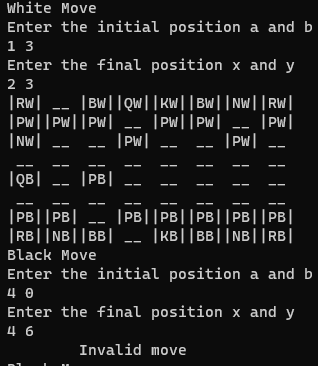 White Move
Enter the initial position a and b
1 3
Enter the final position x and y
2 3
|RW| __ |BW||QW||KW||BW||NW||RW|
|PW||PW||PW| __ |PW||PW| __ |PW|
|NW| __  __ |PW| __  __ |PW| __
 __  __  __  __  __  __  __  __
|QB| __ |PB| __  __  __  __  __
 __  __  __  __  __  __  __  __
|PB||PB| __ |PB||PB||PB||PB||PB|
|RB||NB||BB| __ |KB||BB||NB||RB|
Black Move
Enter the initial position a and b
4 0
Enter the final position x and y
4 6
        Invalid move